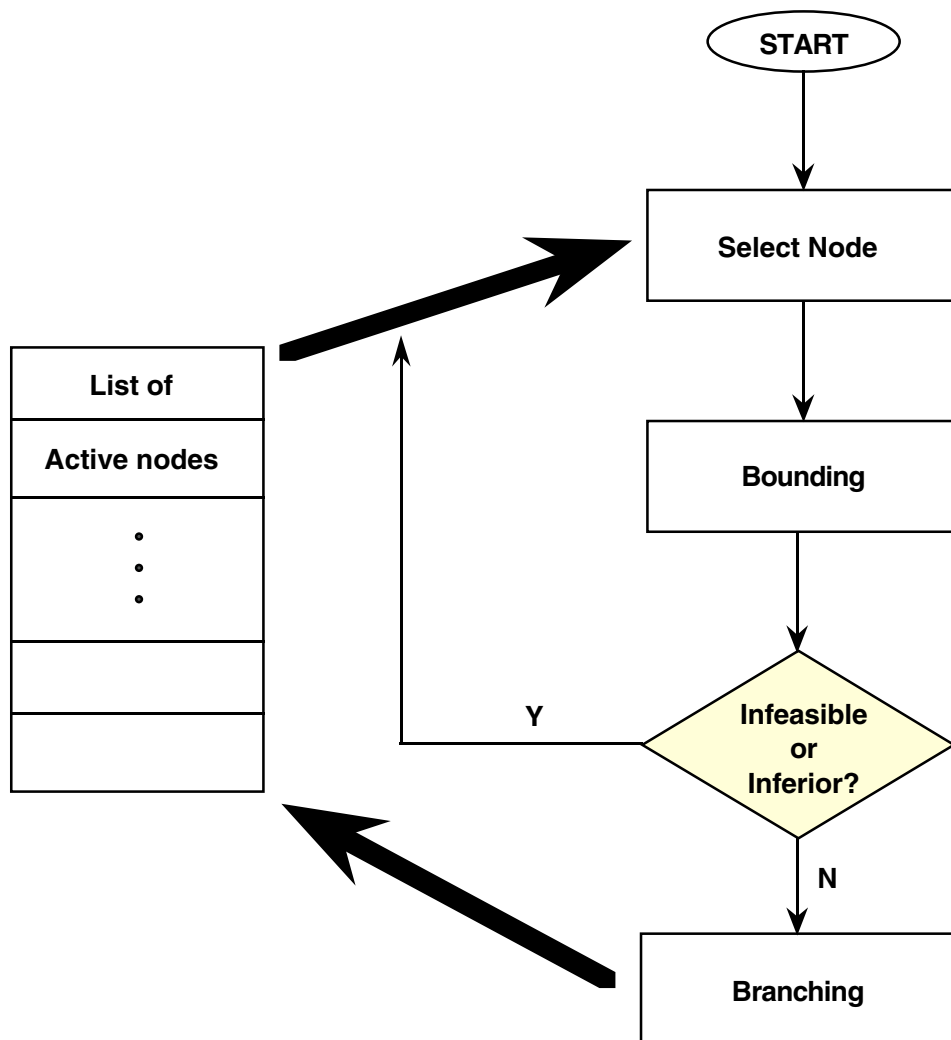 START
Select Node
List of
Active nodes
Bounding
Y
Infeasible
or
Inferior?
N
Branching